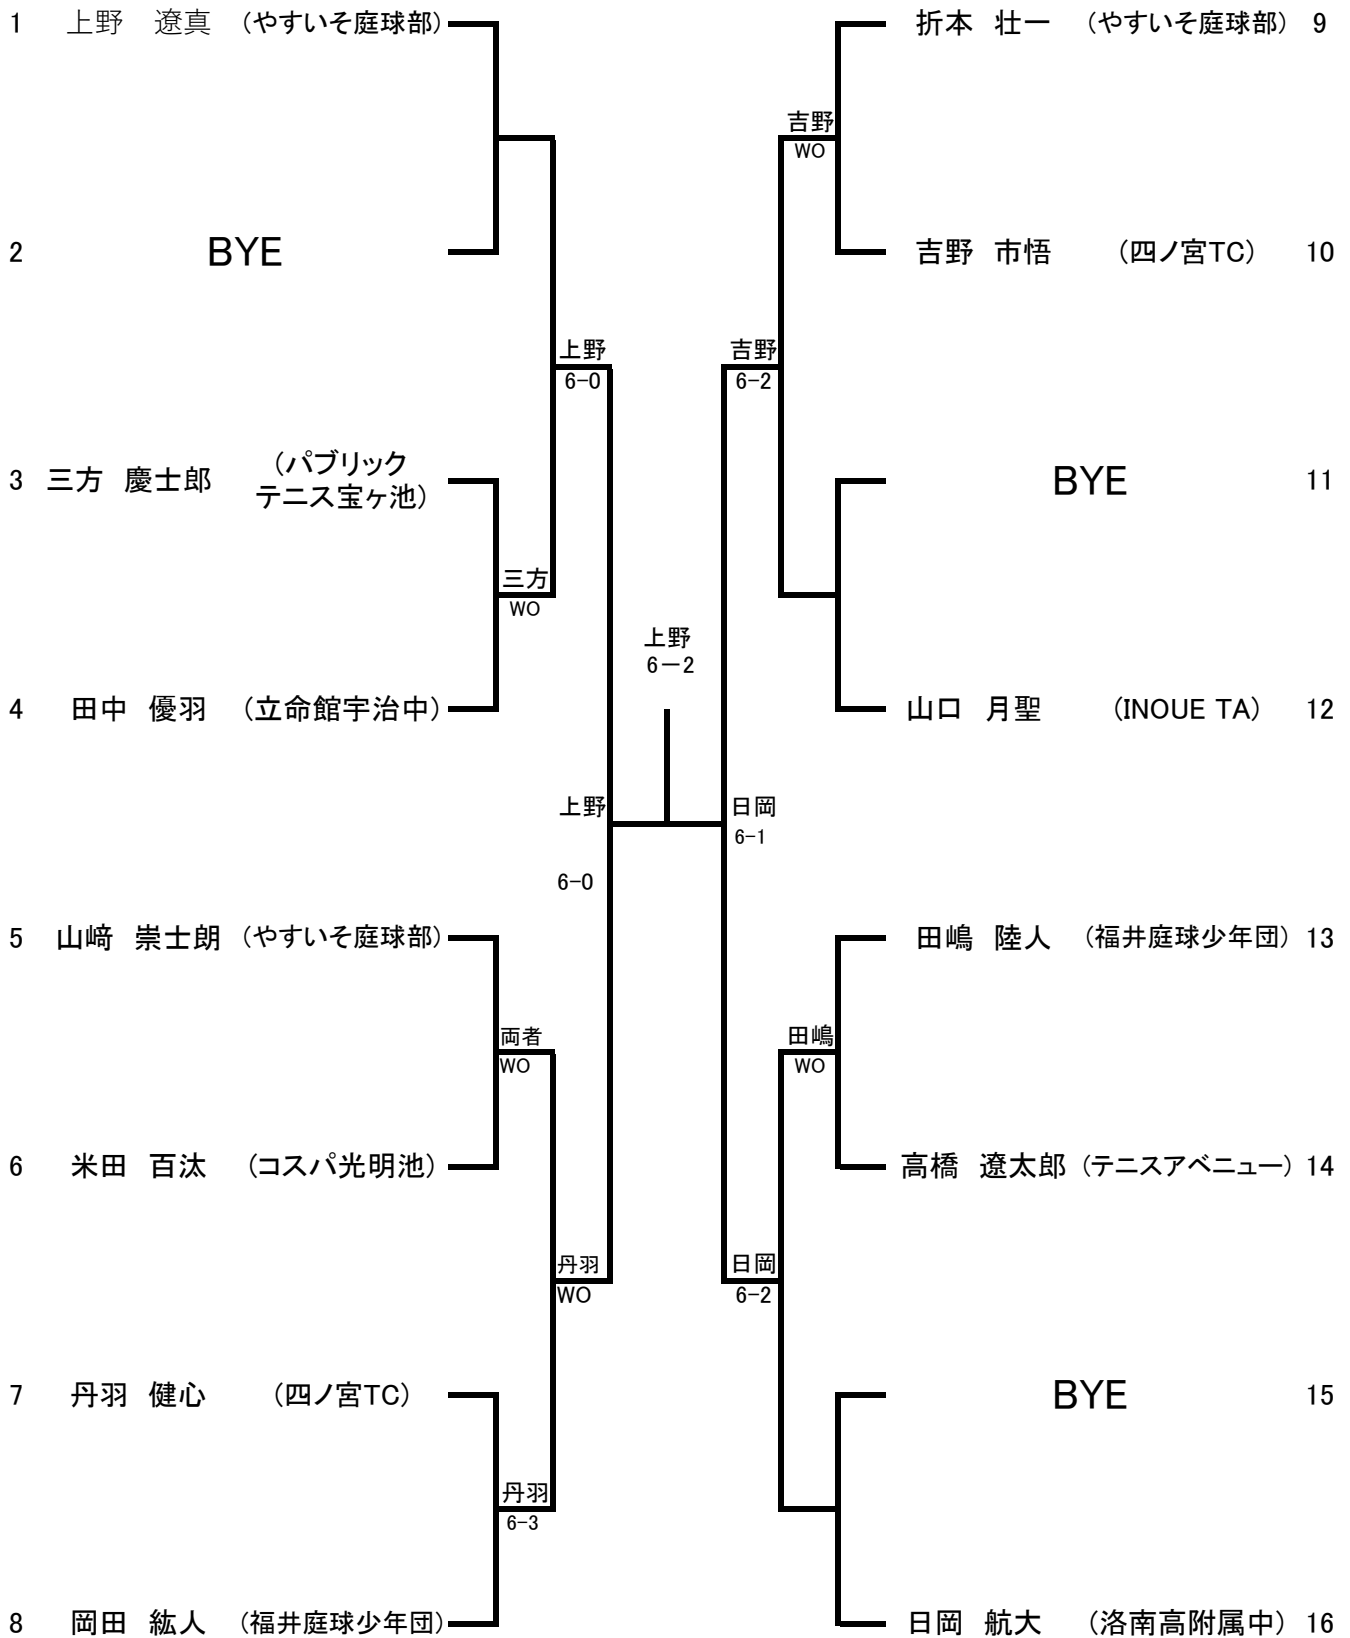 1 上野 遼真 (やすいそ庭球部)
2 BYE
上野
6-0
3 三方 慶士郎 (パブリック
テニス宝ヶ池)
三方
WO
4 田中 優羽 (立命館宇治中)
上野
6-0
5 山﨑 崇士朗 (やすいそ庭球部)
両者
WO
6 米田 百汰 (コスパ光明池)
丹羽
WO
7 丹羽 健心 (四ノ宮TC)
丹羽
6-3
8 岡田 紘人 (福井庭球少年団)
上野
6-2
折本 壮一 (やすいそ庭球部) 9
吉野
WO
吉野 市悟 (四ノ宮TC) 10
吉野
6-2
BYE 11
山口 月聖 (INOUE TA) 12
日岡
6-1
田嶋 陸人 (福井庭球少年団) 13
田嶋
WO
高橋 遼太郎 (テニスアベニュー) 14
日岡
6-2
BYE 15
日岡 航大 (洛南高附属中) 16